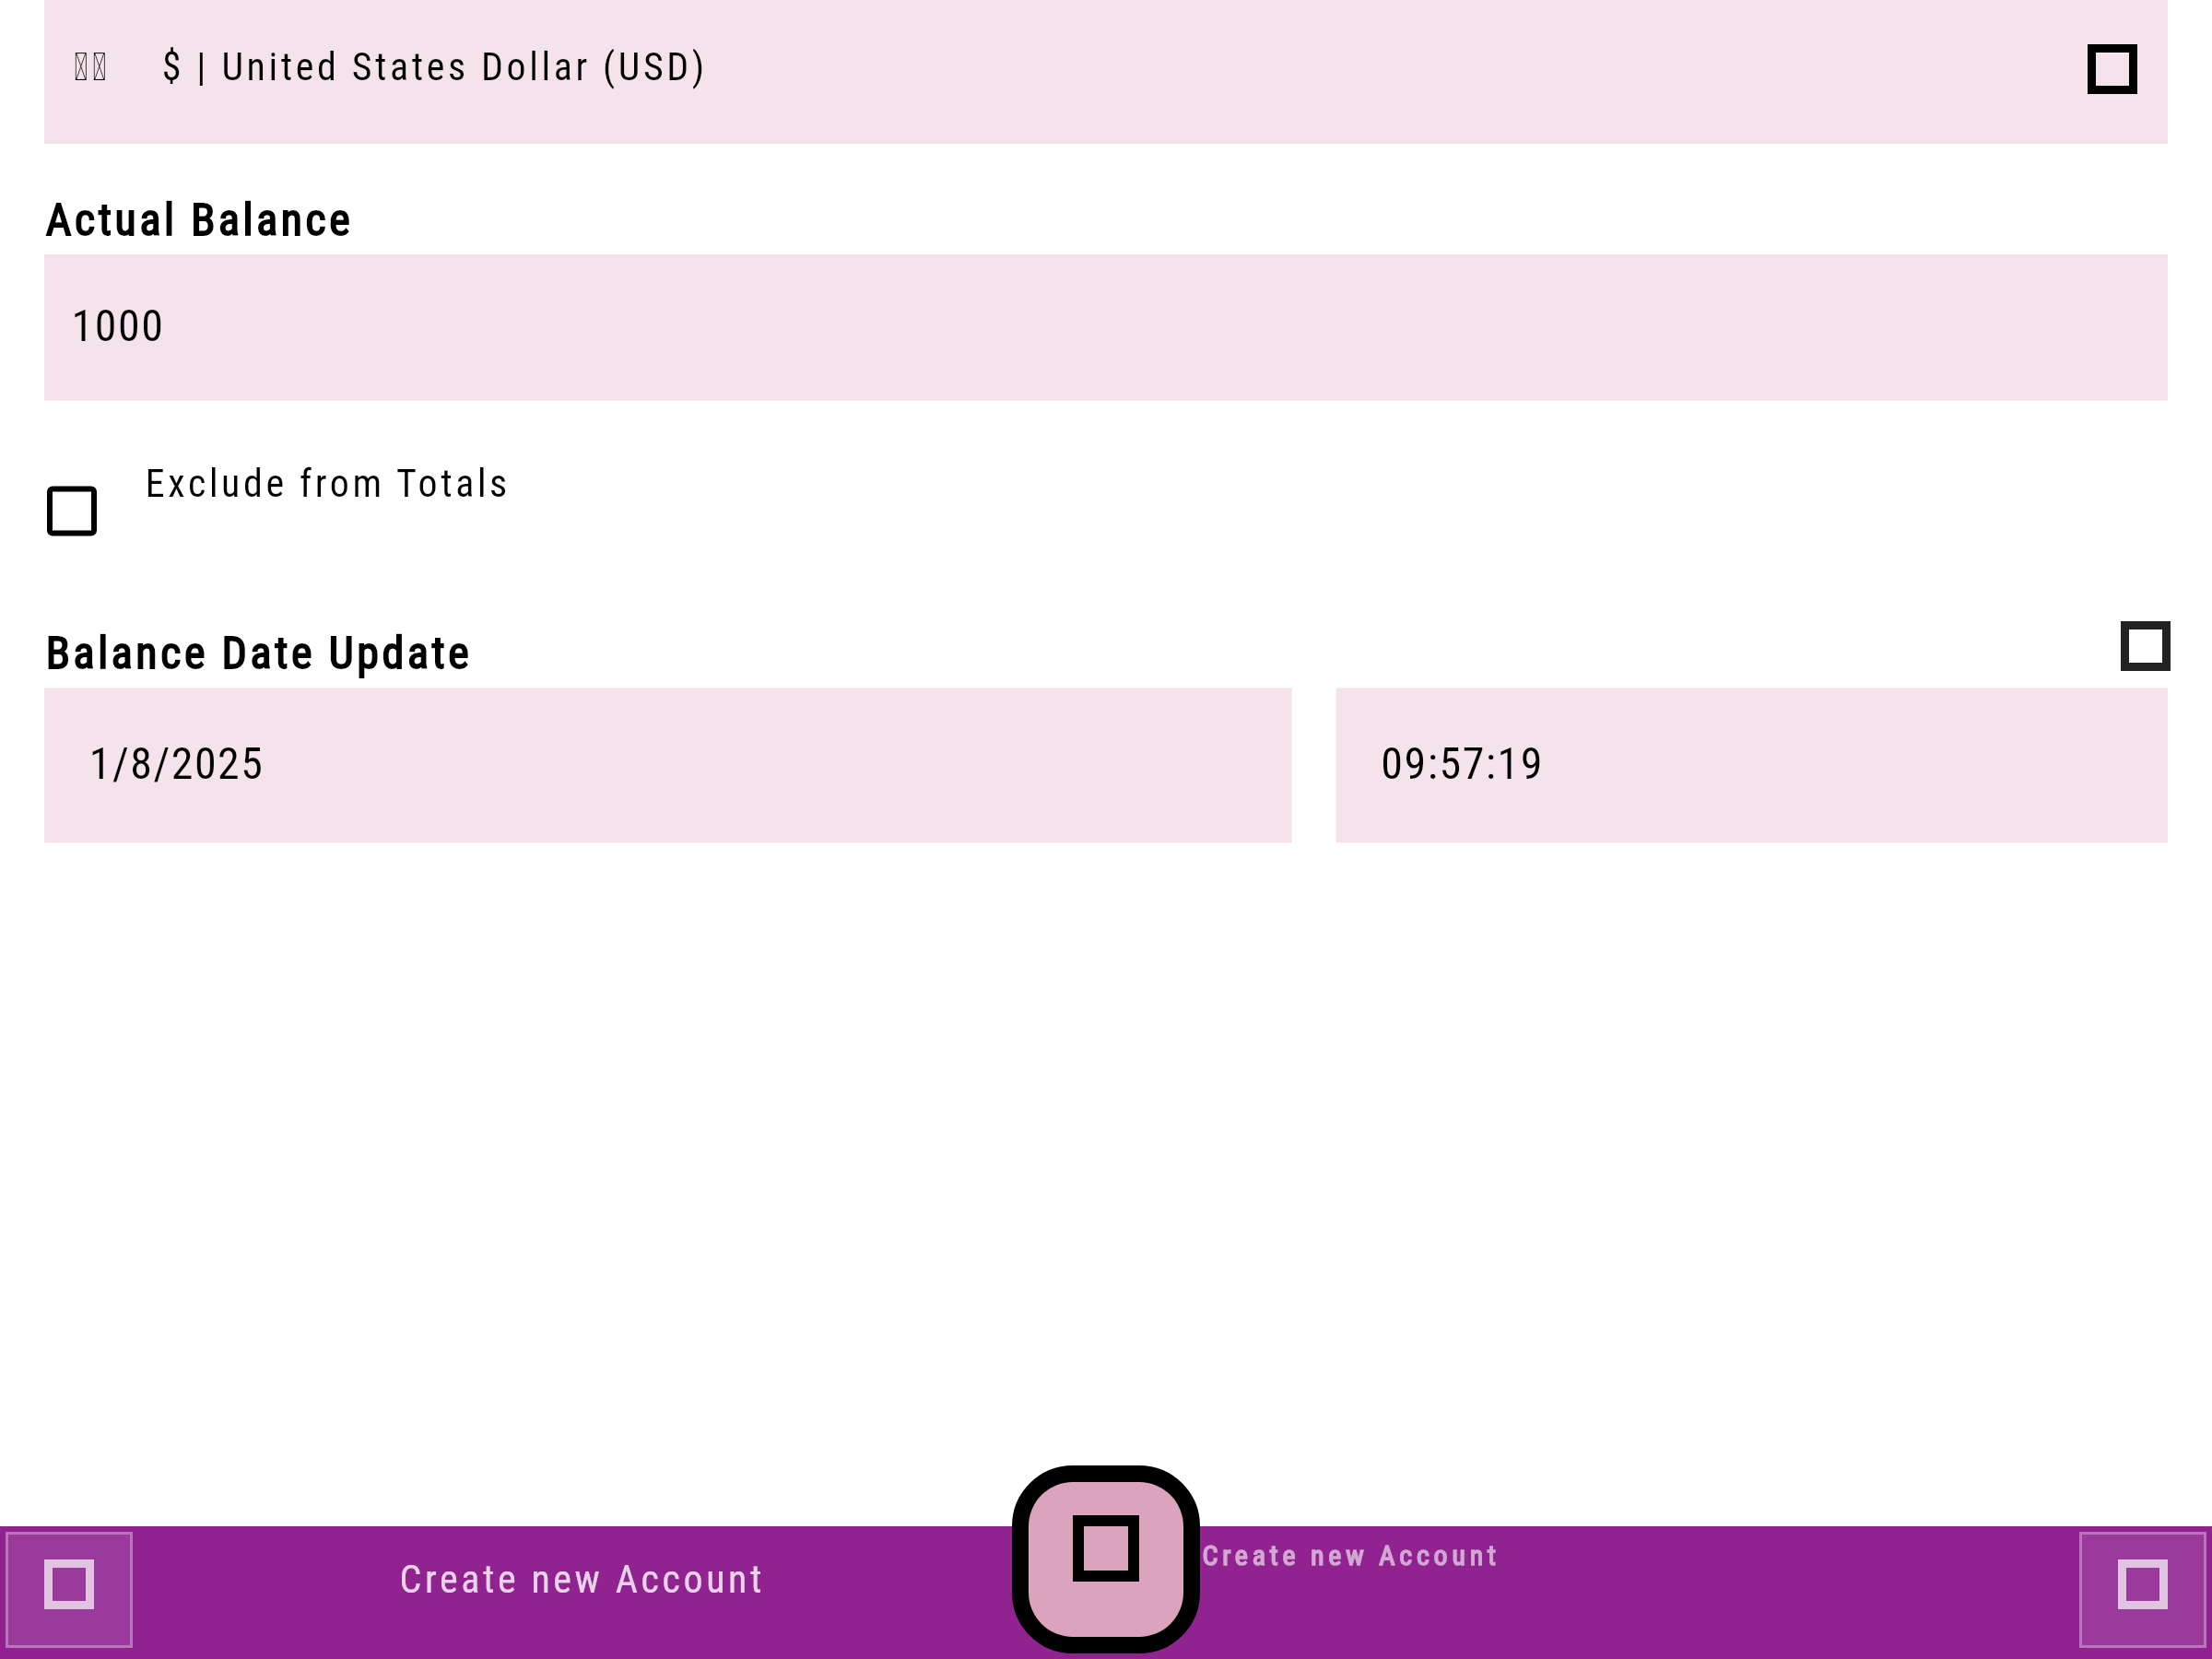 $ | United States Dollar (USD)
Actual Balance
1000
Exclude from Totals
Balance Date Update
1/8/2025
09:57:19
Create new Account
Create new Account